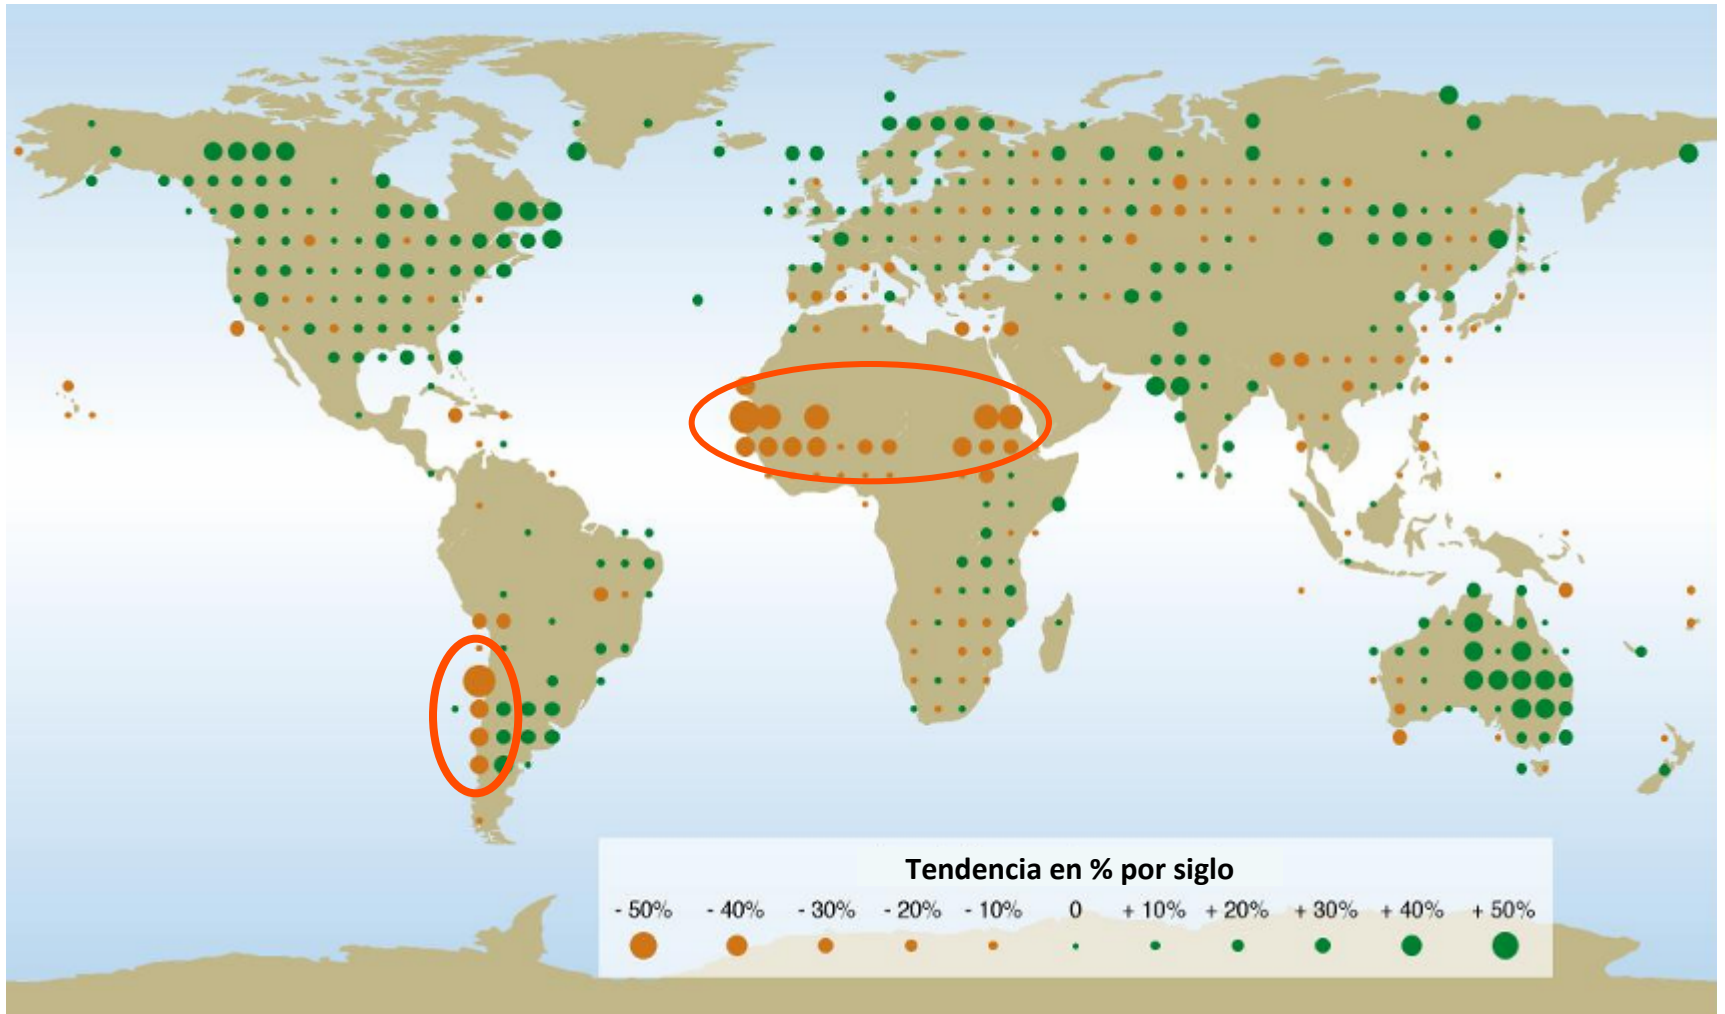 Tendencia en % por siglo
- 50% - 40% - 30% - 20% - 10% 0 + 10% + 20% + 30% + 40% + 50%